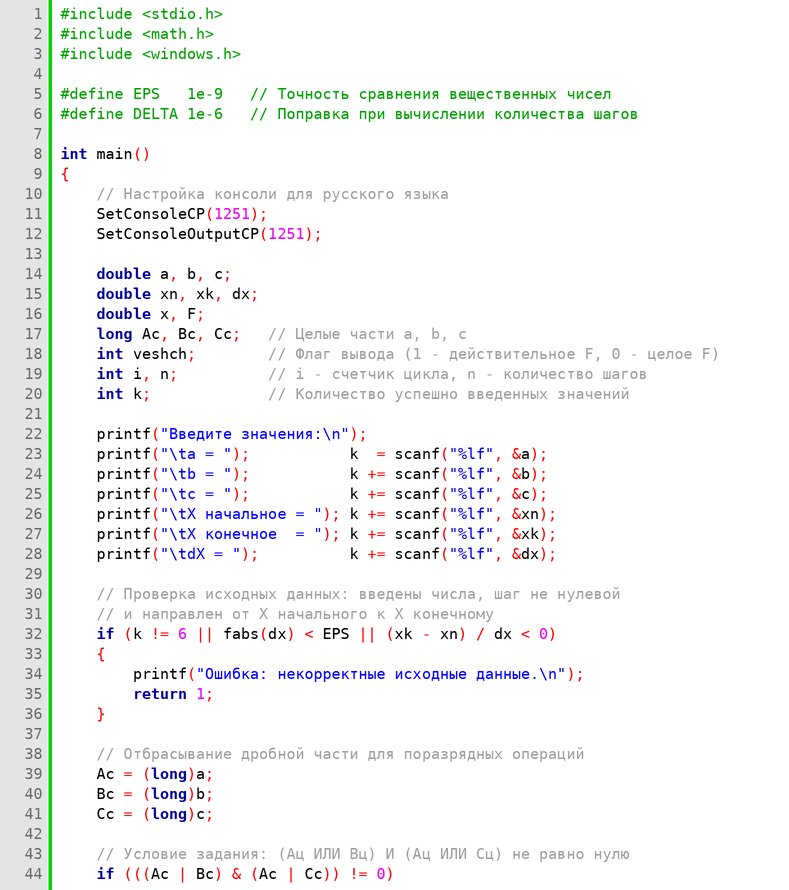 1 #include <stdio.h>
2 #include <math.h>
3 #include <windows.h>
4
5 #define EPS   1e-9   // Точность сравнения вещественных чисел
6 #define DELTA 1e-6   // Поправка при вычислении количества шагов
7
8 int main()
9 {
10     // Настройка консоли для русского языка
11     SetConsoleCP(1251);
12     SetConsoleOutputCP(1251);
13
14     double a, b, c;
15     double xn, xk, dx;
16     double x, F;
17     long Ac, Bc, Cc;   // Целые части a, b, c
18     int veshch;        // Флаг вывода (1 - действительное F, 0 - целое F)
19     int i, n;          // i - счетчик цикла, n - количество шагов
20     int k;             // Количество успешно введенных значений
21
22     printf("Введите значения:\n");
23     printf("\ta = ");           k  = scanf("%lf", &a);
24     printf("\tb = ");           k += scanf("%lf", &b);
25     printf("\tc = ");           k += scanf("%lf", &c);
26     printf("\tX начальное = "); k += scanf("%lf", &xn);
27     printf("\tX конечное  = "); k += scanf("%lf", &xk);
28     printf("\tdX = ");          k += scanf("%lf", &dx);
29
30     // Проверка исходных данных: введены числа, шаг не нулевой
31     // и направлен от X начального к X конечному
32     if (k != 6 || fabs(dx) < EPS || (xk - xn) / dx < 0)
33     {
34         printf("Ошибка: некорректные исходные данные.\n");
35         return 1;
36     }
37
38     // Отбрасывание дробной части для поразрядных операций
39     Ac = (long)a;
40     Bc = (long)b;
41     Cc = (long)c;
42
43     // Условие задания: (Ац ИЛИ Вц) И (Ац ИЛИ Сц) не равно нулю
44     if (((Ac | Bc) & (Ac | Cc)) != 0)